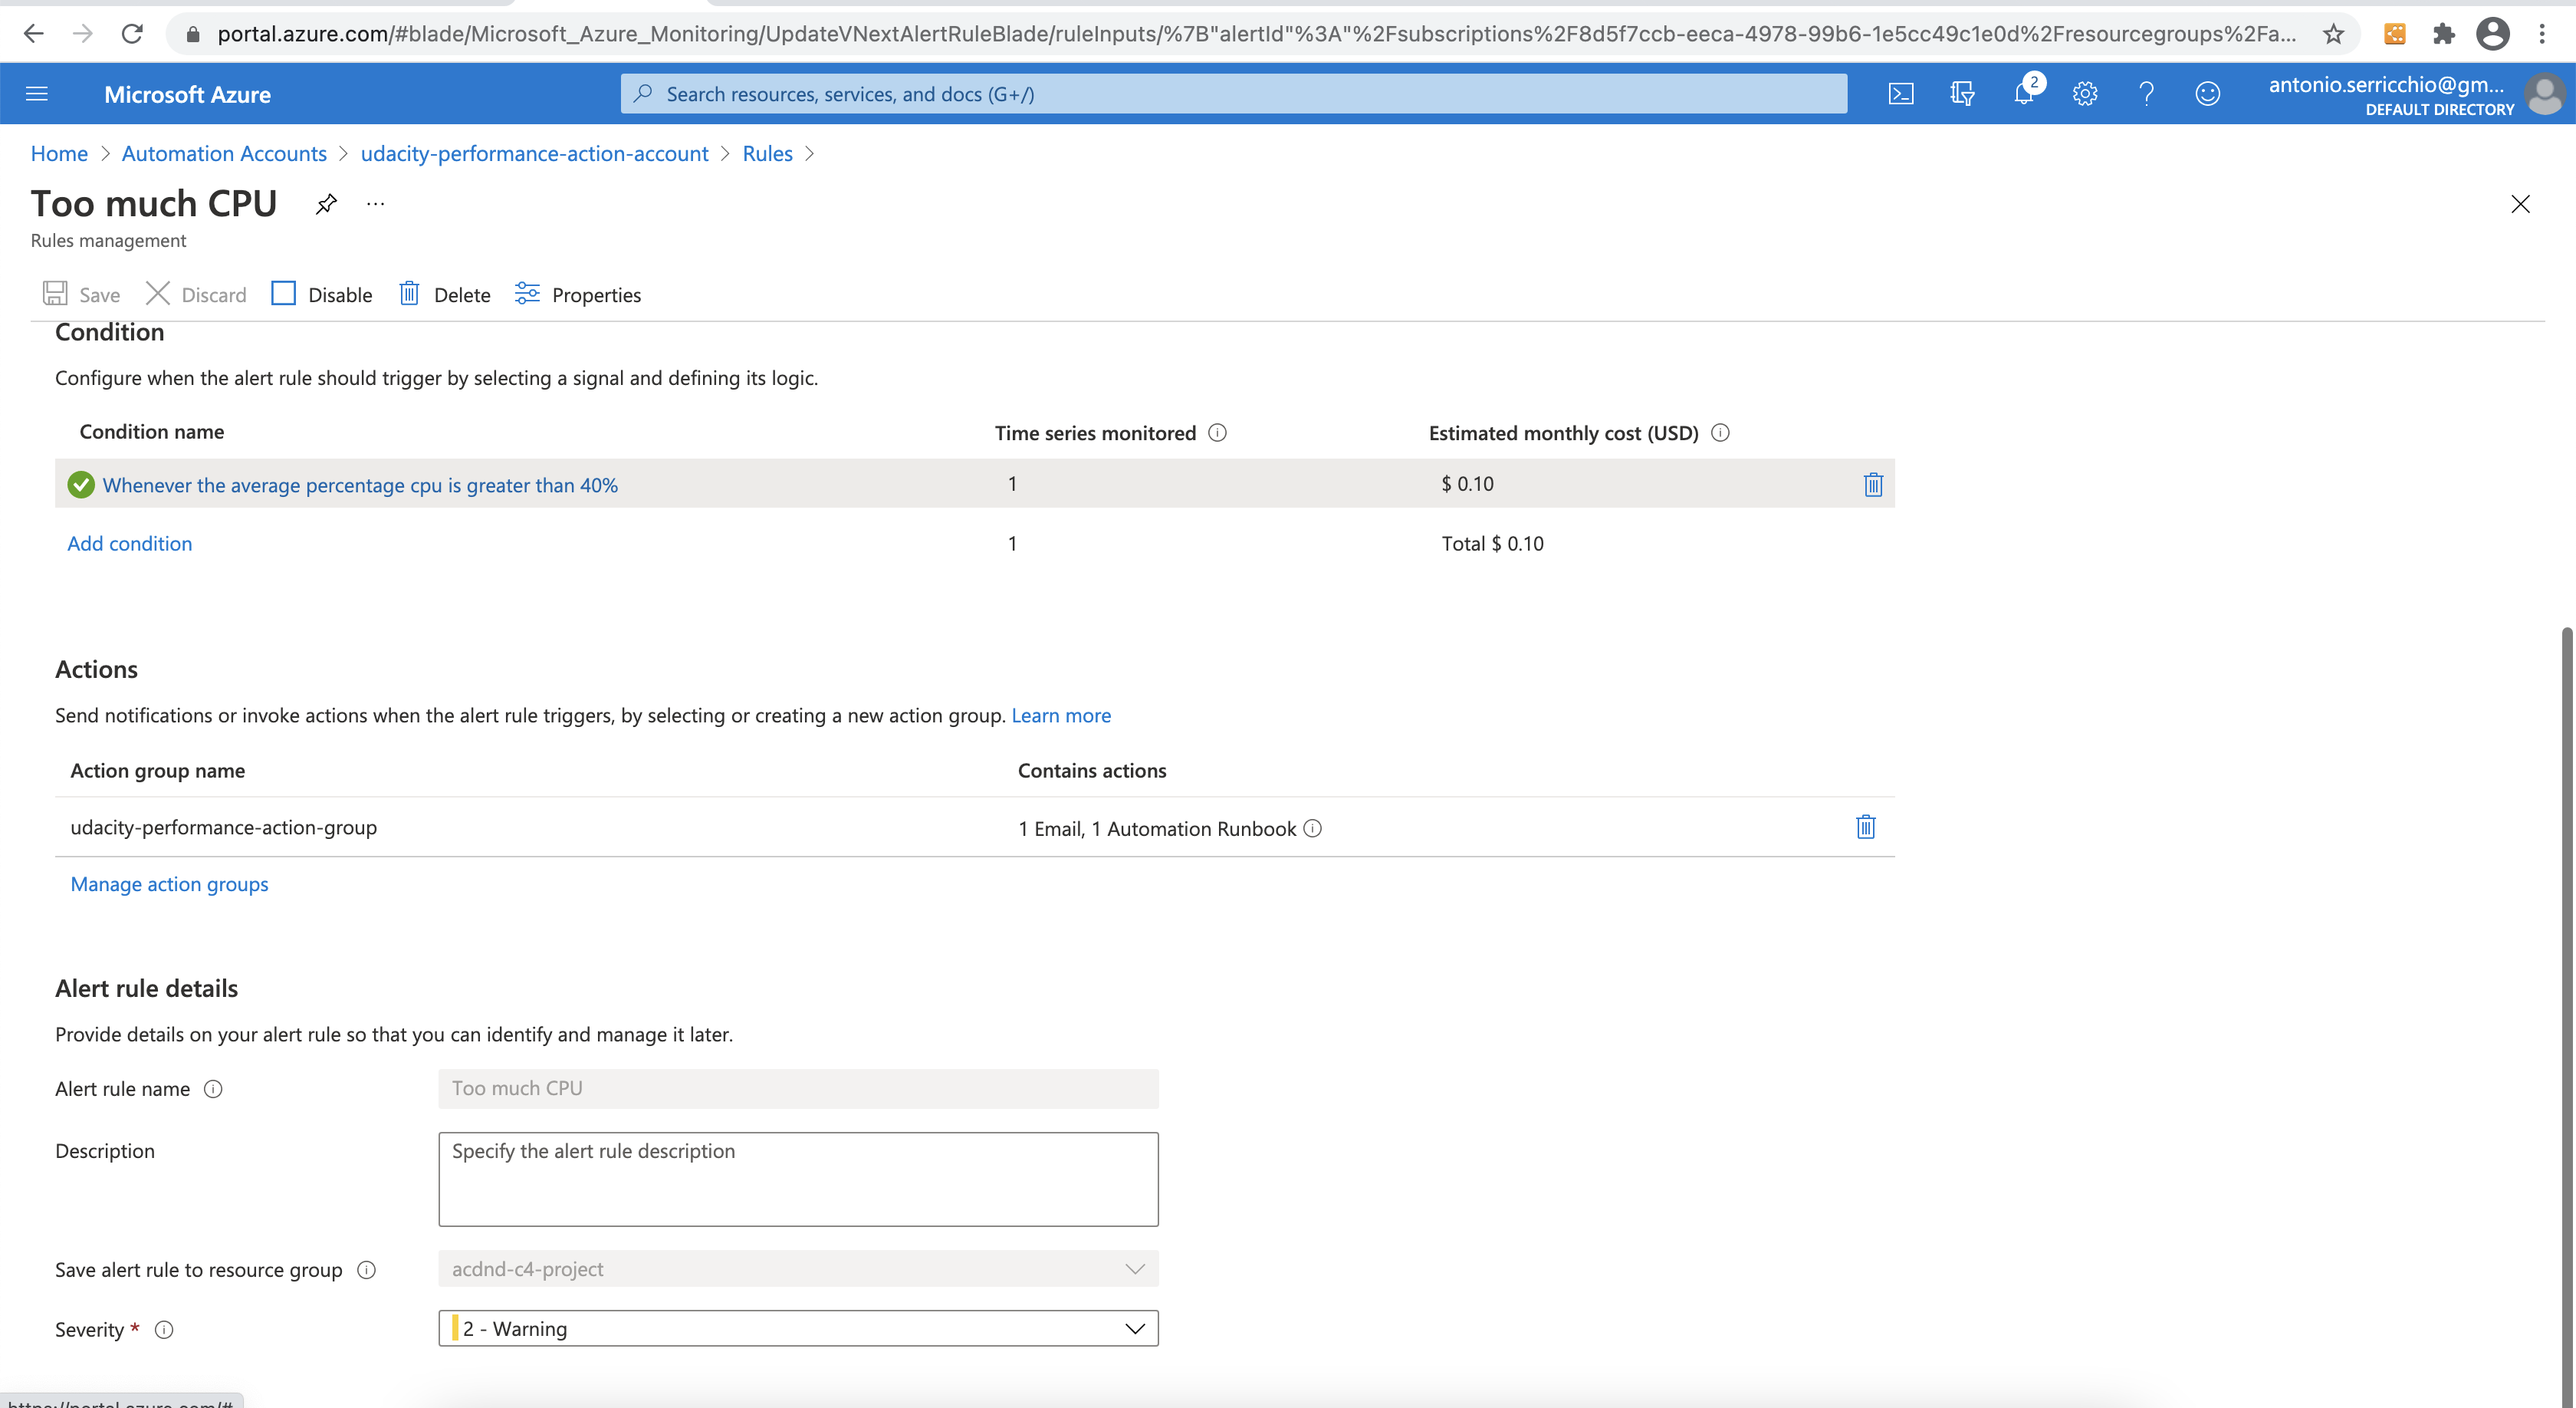 portal.azure.com/#blade/Microsoft_Azure_Monitoring/UpdateVNextAlertRuleBlade/ruleInputs/%7B"alertId"%3A"%2Fsubscriptions%2F8d5f7ccb-eeca-4978-99b6-1e5cc49c1e0d%2Fresourcegroups%2Fa...
Microsoft Azure
Search resources, services, and docs (G+/)
2
antonio.serricchio@gm...
DEFAULT DIRECTORY
Home > Automation Accounts > udacity-performance-action-account > Rules >
Too much CPU ...
Rules management
Save Discard Disable Delete Properties
Condition
Configure when the alert rule should trigger by selecting a signal and defining its logic.
Condition name Time series monitored Estimated monthly cost (USD)
Whenever the average percentage cpu is greater than 40% 1 $ 0.10
Add condition 1 Total $ 0.10
Actions
Send notifications or invoke actions when the alert rule triggers, by selecting or creating a new action group. Learn more
Action group name Contains actions
udacity-performance-action-group 1 Email, 1 Automation Runbook
Manage action groups
Alert rule details
Provide details on your alert rule so that you can identify and manage it later.
Alert rule name Too much CPU
Description Specify the alert rule description
Save alert rule to resource group acdnd-c4-project
Severity * 2 - Warning
https://portal.azure.com/#